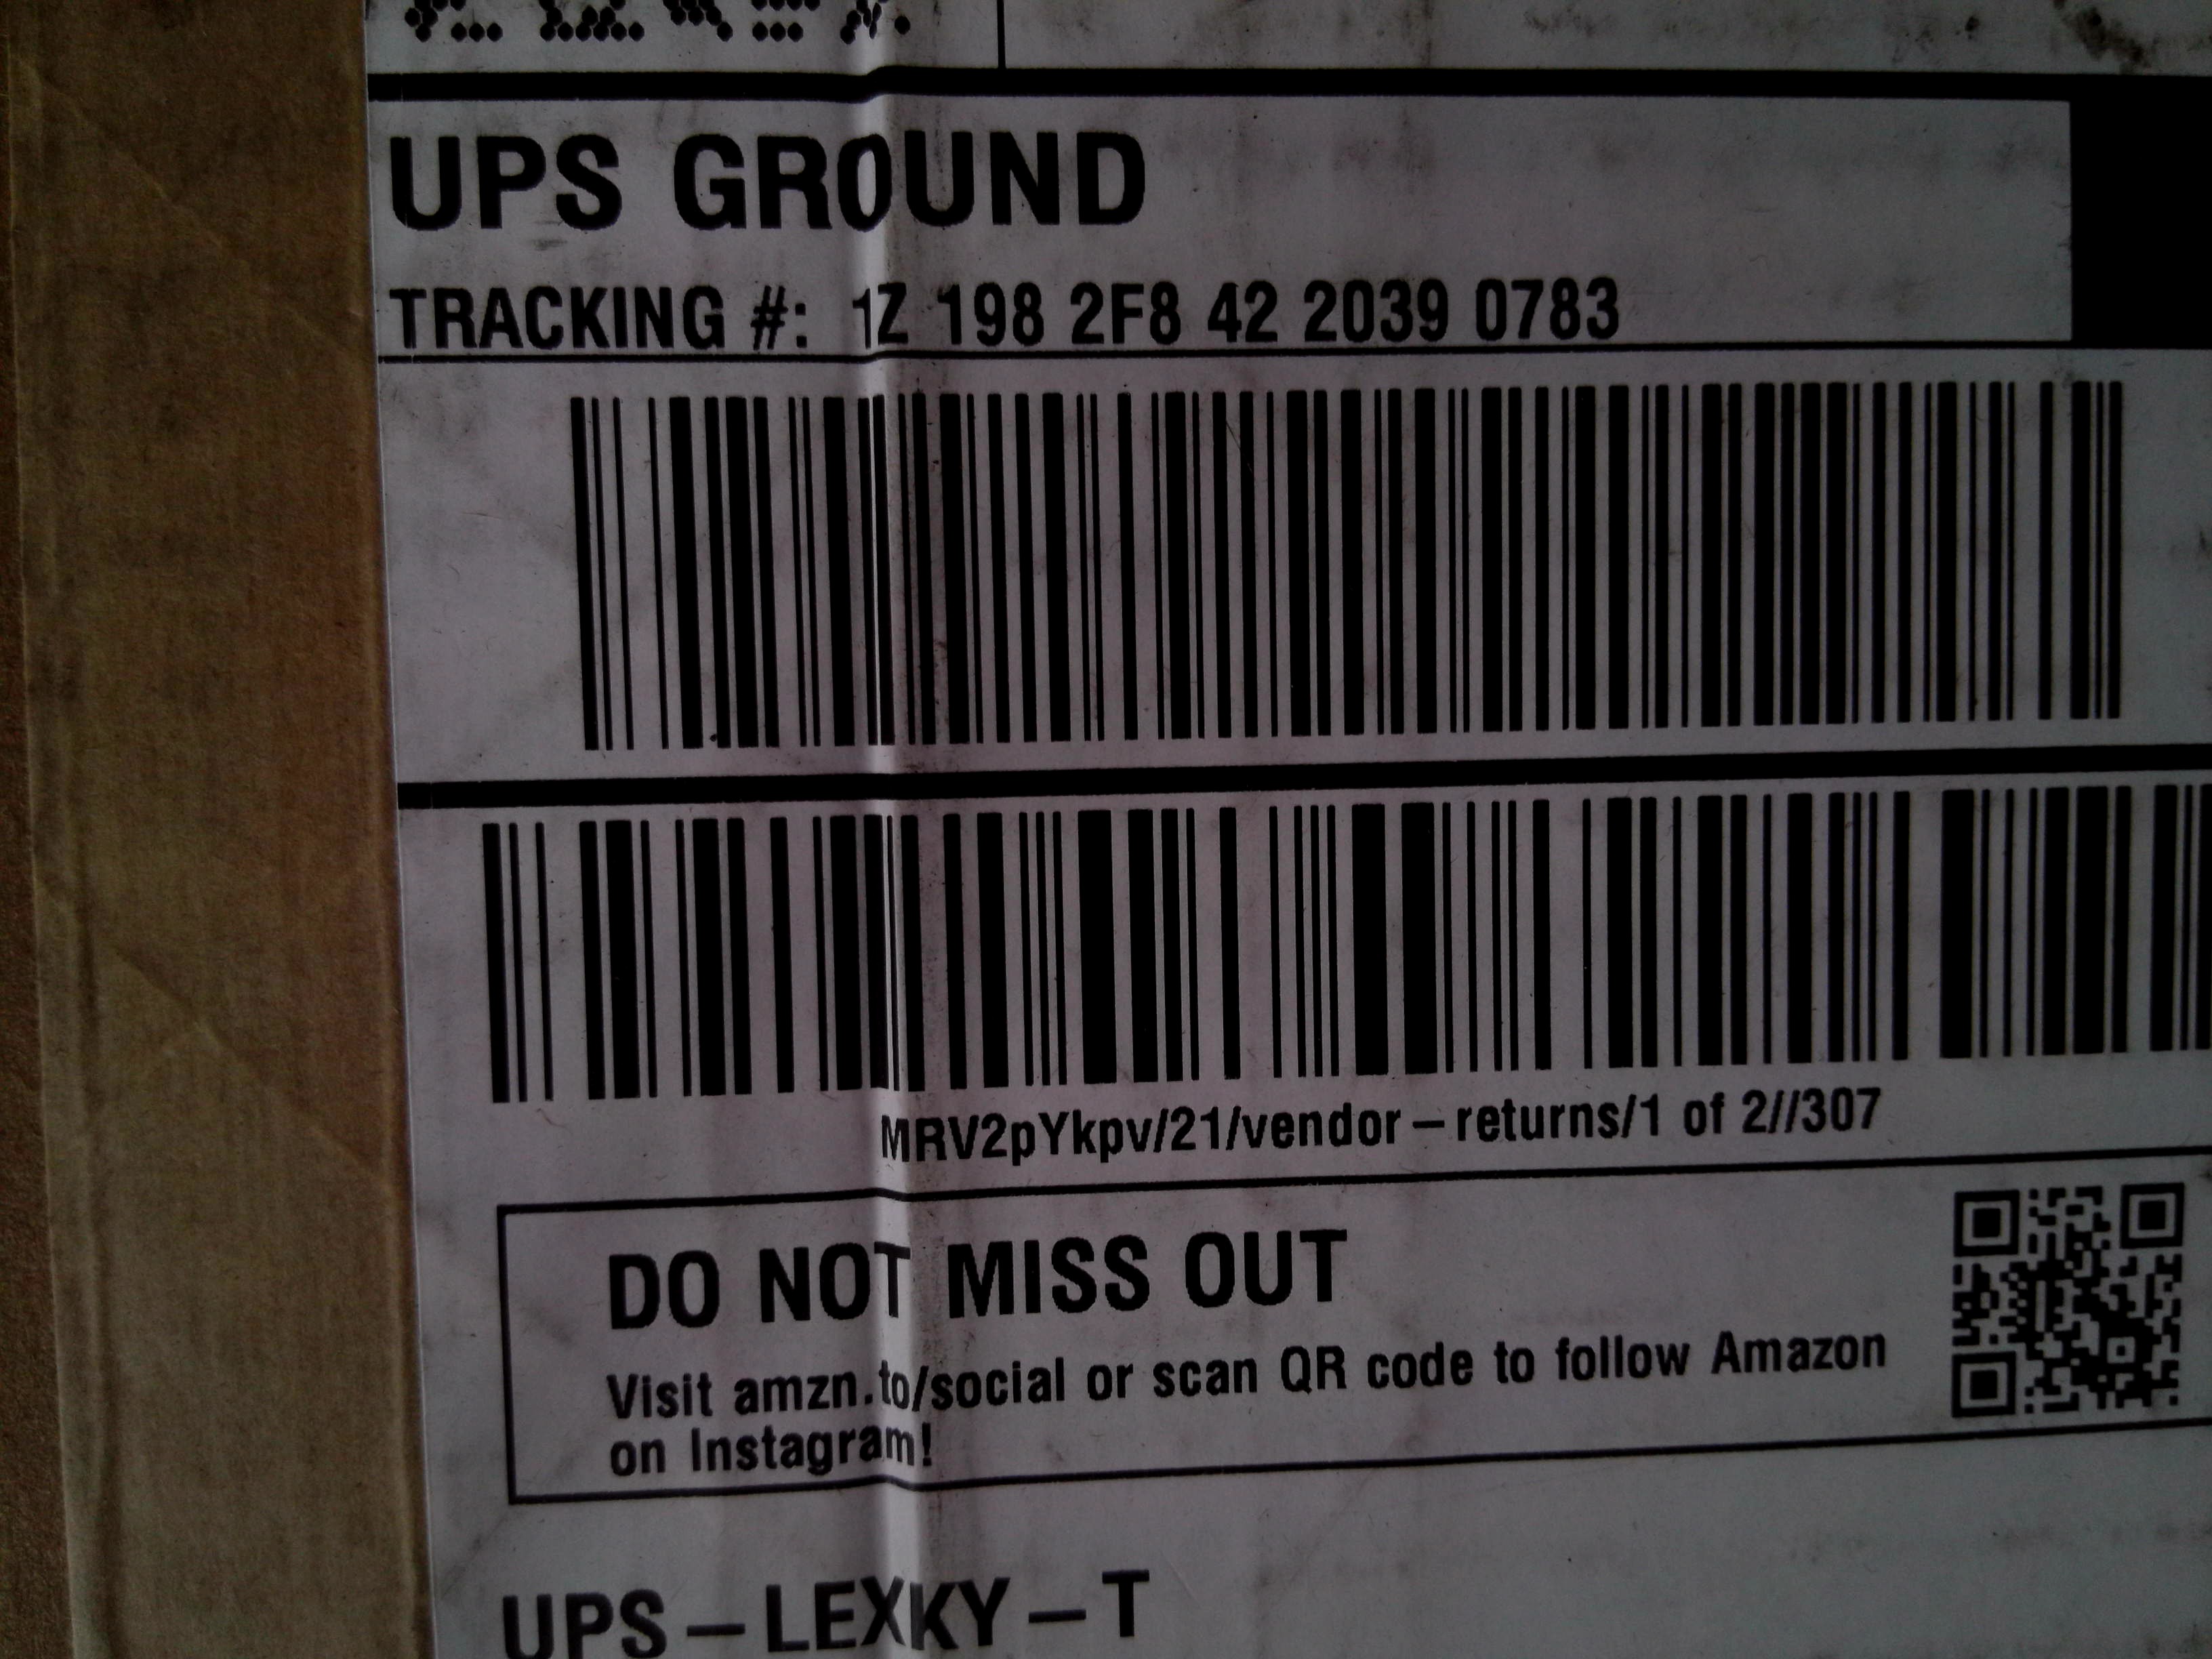 UPS GROUND
TRACKING #: 1Z 198 2F8 42 2039 0783
MRV2pYkpv/21/vendor-returns/1 of 2//307
DO NOT MISS OUT
Visit amzn.to/social or scan QR code to follow Amazon
on Instagram!
UPS-LEXKY-T